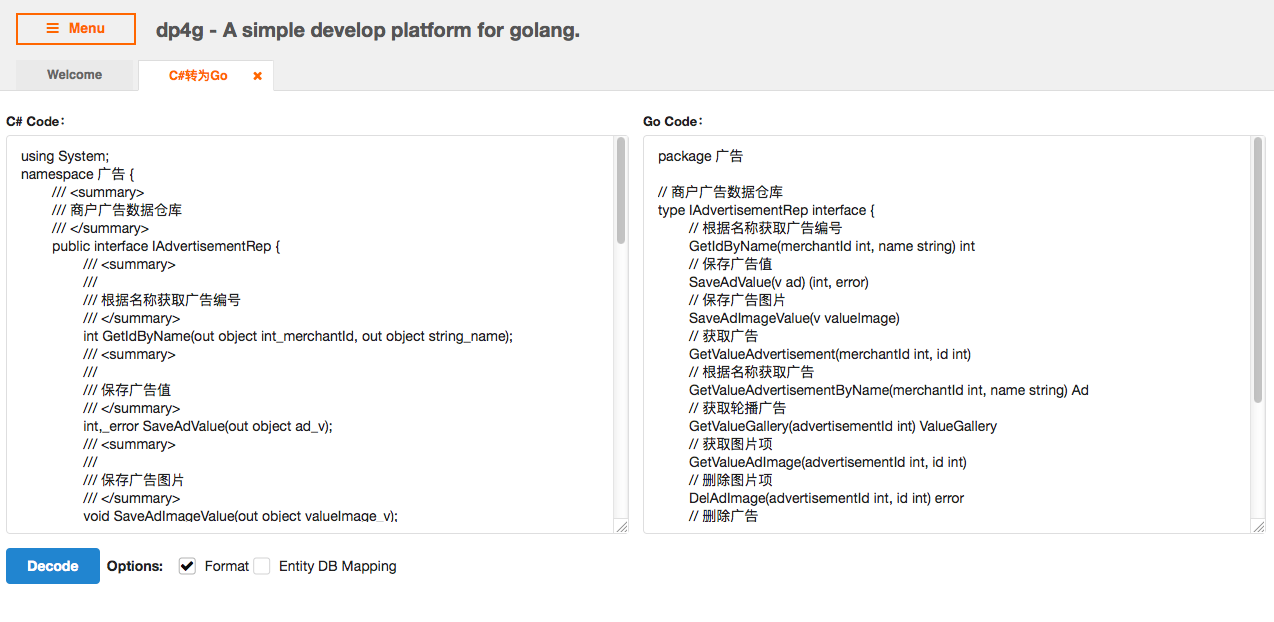 Menu
dp4g - A simple develop platform for golang.
Welcome
C#转为Go
C# Code:
using System;
namespace 广告 {
/// <summary>
/// 商户广告数据仓库
/// </summary>
public interface IAdvertisementRep {
/// <summary>
///
/// 根据名称获取广告编号
/// </summary>
int GetIdByName(out object int_merchantId, out object string_name);
/// <summary>
///
/// 保存广告值
/// </summary>
int,_error SaveAdValue(out object ad_v);
/// <summary>
///
/// 保存广告图片
/// </summary>
void SaveAdImageValue(out object valueImage_v);
Go Code:
package 广告
// 商户广告数据仓库
type IAdvertisementRep interface {
// 根据名称获取广告编号
GetIdByName(merchantId int, name string) int
// 保存广告值
SaveAdValue(v ad) (int, error)
// 保存广告图片
SaveAdImageValue(v valueImage)
// 获取广告
GetValueAdvertisement(merchantId int, id int)
// 根据名称获取广告
GetValueAdvertisementByName(merchantId int, name string) Ad
// 获取轮播广告
GetValueGallery(advertisementId int) ValueGallery
// 获取图片项
GetValueAdImage(advertisementId int, id int)
// 删除图片项
DelAdImage(advertisementId int, id int) error
// 删除广告
Decode
Options:
Format
Entity DB Mapping